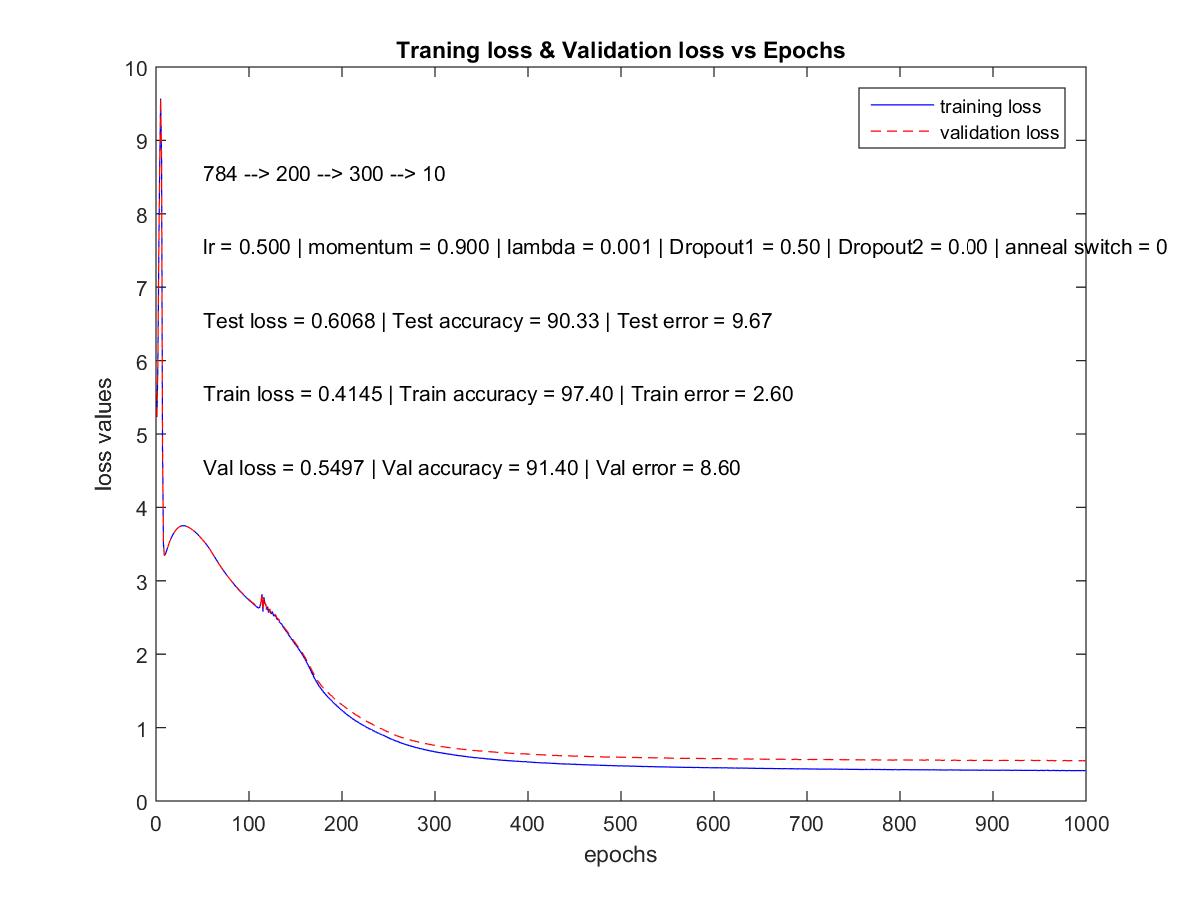 Traning loss & Validation loss vs Epochs
10
9
8
7
6
5
4
3
2
1
0
training loss
validation loss
784 --> 200 --> 300 --> 10
lr = 0.500 | momentum = 0.900 | lambda = 0.001 | Dropout1 = 0.50 | Dropout2 = 0.00 | anneal switch = 0
Test loss = 0.6068 | Test accuracy = 90.33 | Test error = 9.67
Train loss = 0.4145 | Train accuracy = 97.40 | Train error = 2.60
Val loss = 0.5497 | Val accuracy = 91.40 | Val error = 8.60
loss values
0 100 200 300 400 500 600 700 800 900 1000
epochs